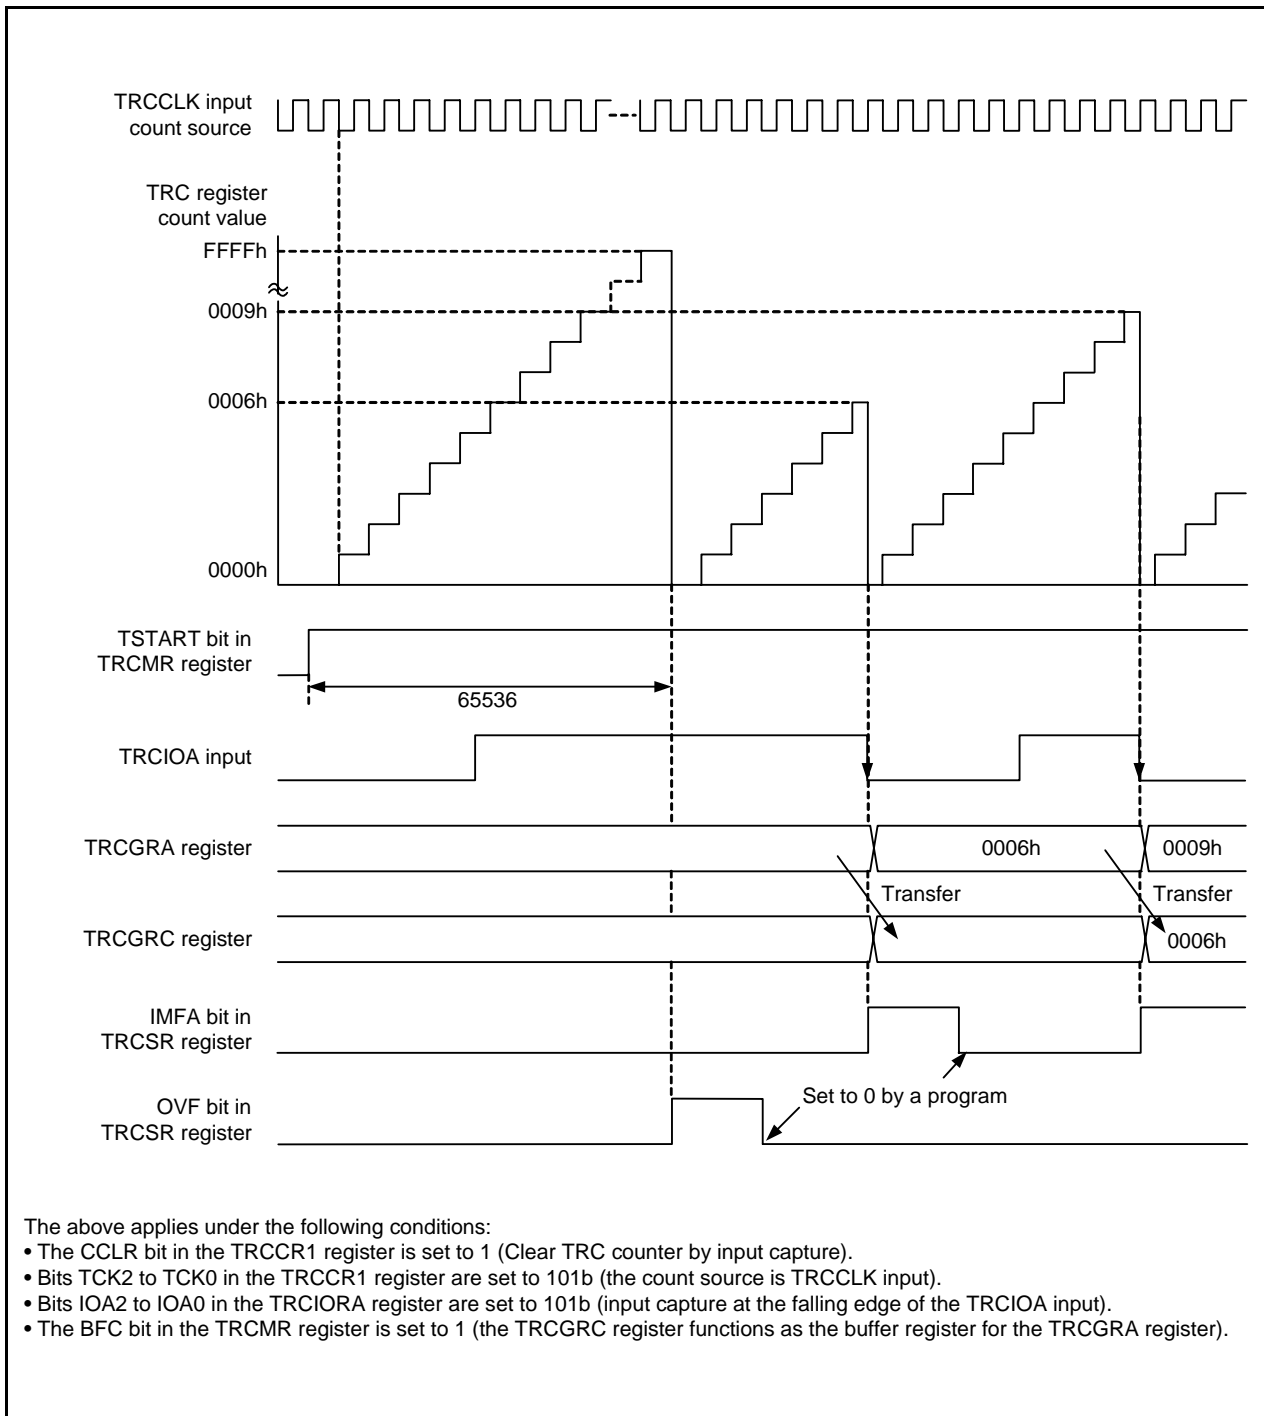 TRCCLK input
count source
TRC register
count value
FFFFh
0009h
0006h
0000h
TSTART bit in
TRCMR register
65536
TRCIOA input
TRCGRA register
0006h
0009h
Transfer
Transfer
TRCGRC register
0006h
IMFA bit in
TRCSR register
Set to 0 by a program
OVF bit in
TRCSR register
The above applies under the following conditions:
• The CCLR bit in the TRCCR1 register is set to 1 (Clear TRC counter by input capture).
• Bits TCK2 to TCK0 in the TRCCR1 register are set to 101b (the count source is TRCCLK input).
• Bits IOA2 to IOA0 in the TRCIORA register are set to 101b (input capture at the falling edge of the TRCIOA input).
• The BFC bit in the TRCMR register is set to 1 (the TRCGRC register functions as the buffer register for the TRCGRA register).